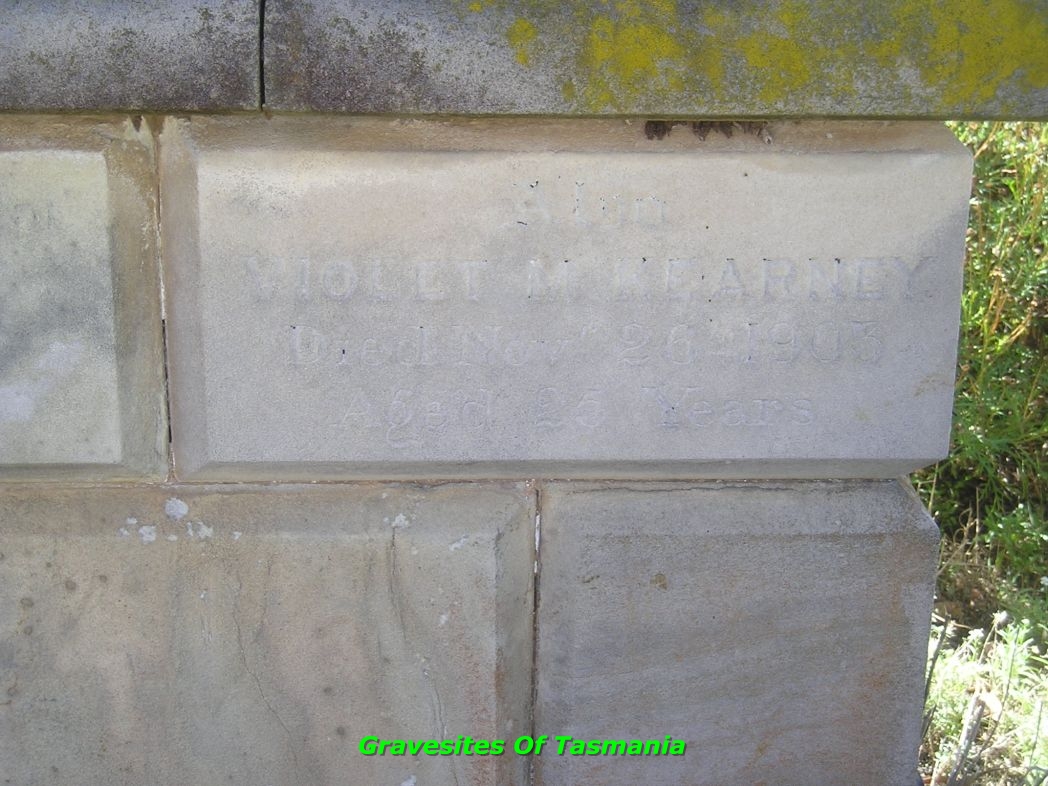 Also
VIOLET M. KEARNEY
Died Nov. 26 1903
Aged 25 Years
Gravesites Of Tasmania